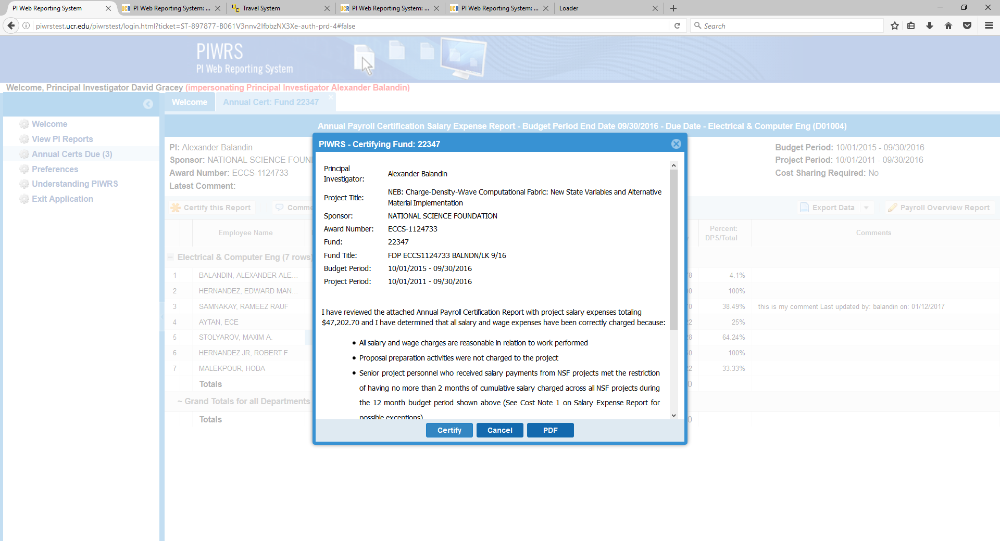 PI Web Reporting System
PI Web Reporting System: ...
Travel System
PI Web Reporting System: ...
PI Web Reporting System: ...
Loader
piwrstest.ucr.edu/piwrstest/login.html?ticket=ST-897877-B061V3nnv2IfbbzNX3Xe-auth-prd-4#false
Search
PIWRS
PI Web Reporting System
Welcome, Principal Investigator David Gracey (impersonating Principal Investigator Alexander Balandin)
Welcome
View PI Reports
Annual Certs Due (3)
Preferences
Understanding PIWRS
Exit Application
Welcome
Annual Cert: Fund 22347
Annual Payroll Certification Salary Expense Report - Budget Period End Date 09/30/2016 - Due Date - Electrical & Computer Eng (D01004)
PI: Alexander Balandin
Sponsor: NATIONAL SCIENCE FOUN
Award Number: ECCS-1124733
Latest Comment:
Budget Period: 10/01/2015 - 09/30/2016
Project Period: 10/01/2011 - 09/30/2016
Cost Sharing Required: No
Certify this Report
Comme
Export Data
Payroll Overview Report
Employee Name
Percent:
DPS/Total
Comments
Electrical & Computer Eng (7 rows)
1 BALANDIN, ALEXANDER ALE... 4.1%
2 HERNANDEZ, EDWARD MAN... 100%
3 SAMNAKAY, RAMEEZ RAUF 38.49% this is my comment Last updated by: balandin on: 01/12/2017
4 AYTAN, ECE 25%
5 STOLYAROV, MAXIM A. 64.24%
6 HERNANDEZ JR, ROBERT F 100%
7 MALEKPOUR, HODA 33.33%
Totals
~ Grand Totals for all Departments
Totals
PIWRS - Certifying Fund: 22347
Principal
Investigator:
Alexander Balandin
Project Title:
NEB: Charge-Density-Wave Computational Fabric: New State Variables and Alternative
Material Implementation
Sponsor: NATIONAL SCIENCE FOUNDATION
Award Number: ECCS-1124733
Fund: 22347
Fund Title: FDP ECCS1124733 BALNDN/LK 9/16
Budget Period: 10/01/2015 - 09/30/2016
Project Period: 10/01/2011 - 09/30/2016
I have reviewed the attached Annual Payroll Certification Report with project salary expenses totaling
$47,202.70 and I have determined that all salary and wage expenses have been correctly charged because:
● All salary and wage charges are reasonable in relation to work performed
● Proposal preparation activities were not charged to the project
● Senior project personnel who received salary payments from NSF projects met the restriction
of having no more than 2 months of cumulative salary charged across all NSF projects during
the 12 month budget period shown above (See Cost Note 1 on Salary Expense Report for
possible exceptions)
Certify
Cancel
PDF